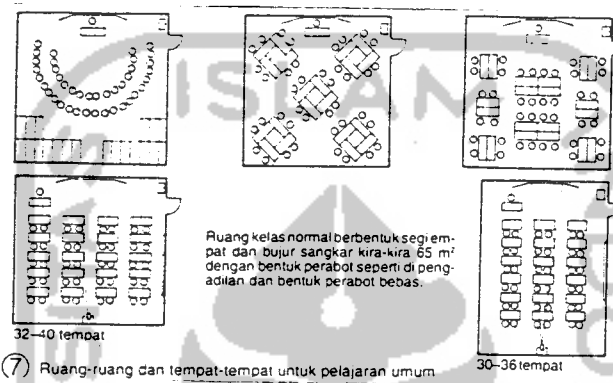 ISLAM
Ruang kelas normal berbentuk segi em-
pat dan bujur sangkar kira-kira 65 m²
dengan bentuk perabot seperti di peng-
adilan dan bentuk perabot bebas.
32-40 tempat
30-36 tempat
7 Ruang-ruang dan tempat-tempat untuk pelajaran umum